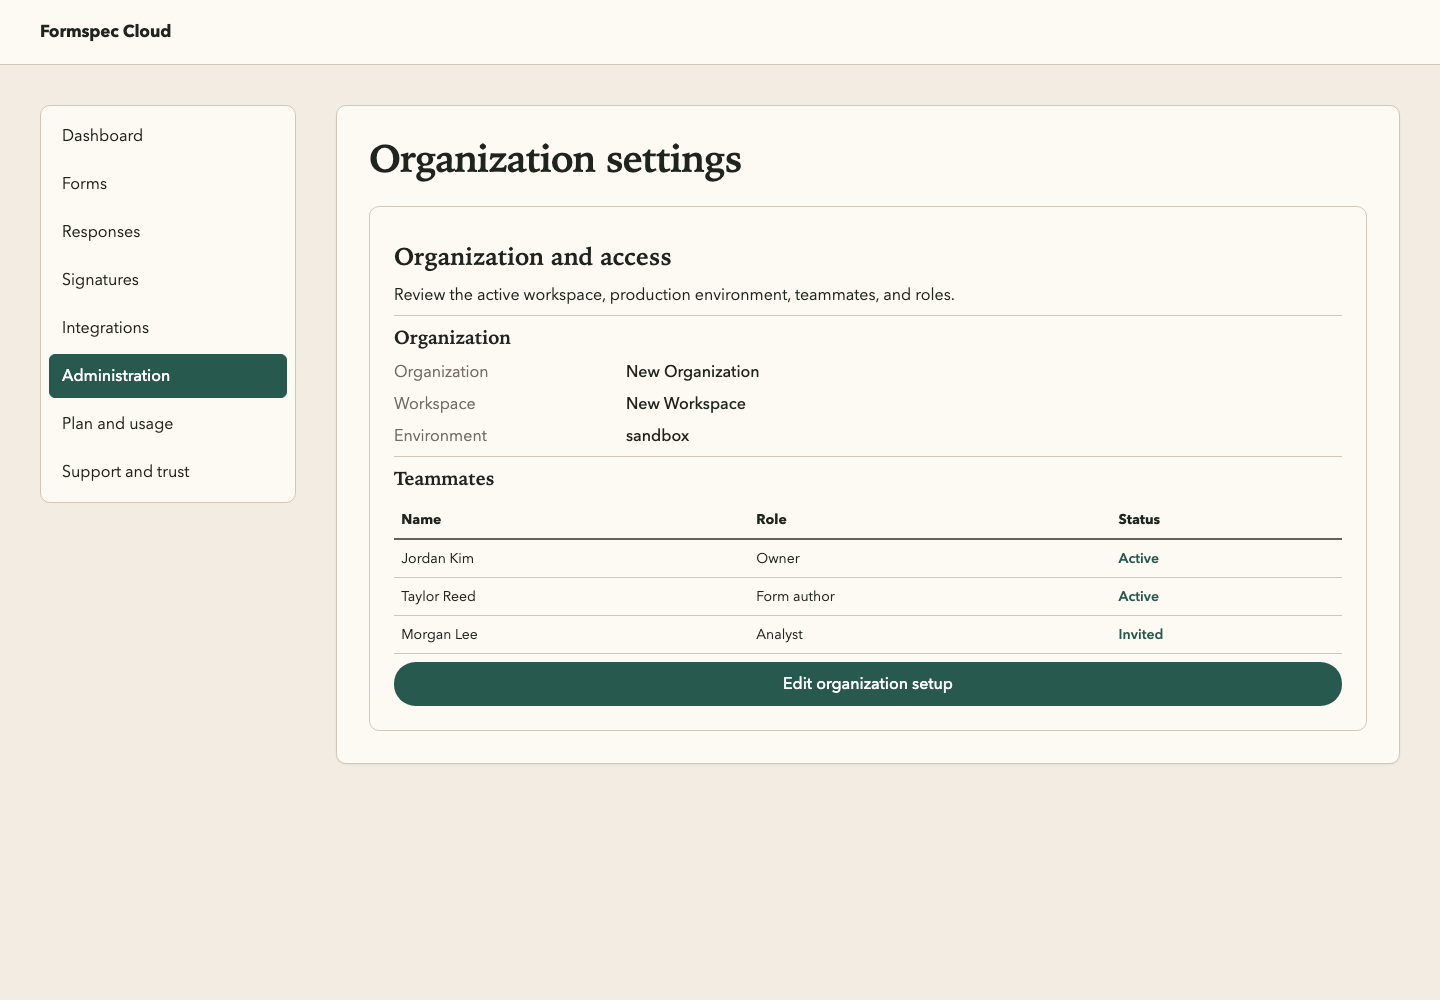 Formspec Cloud
Dashboard
Forms
Responses
Signatures
Integrations
Administration
Plan and usage
Support and trust
Organization settings
Organization and access
Review the active workspace, production environment, teammates, and roles.
Organization
Organization New Organization
Workspace New Workspace
Environment sandbox
Teammates
Name Role Status
Jordan Kim Owner Active
Taylor Reed Form author Active
Morgan Lee Analyst Invited
Edit organization setup